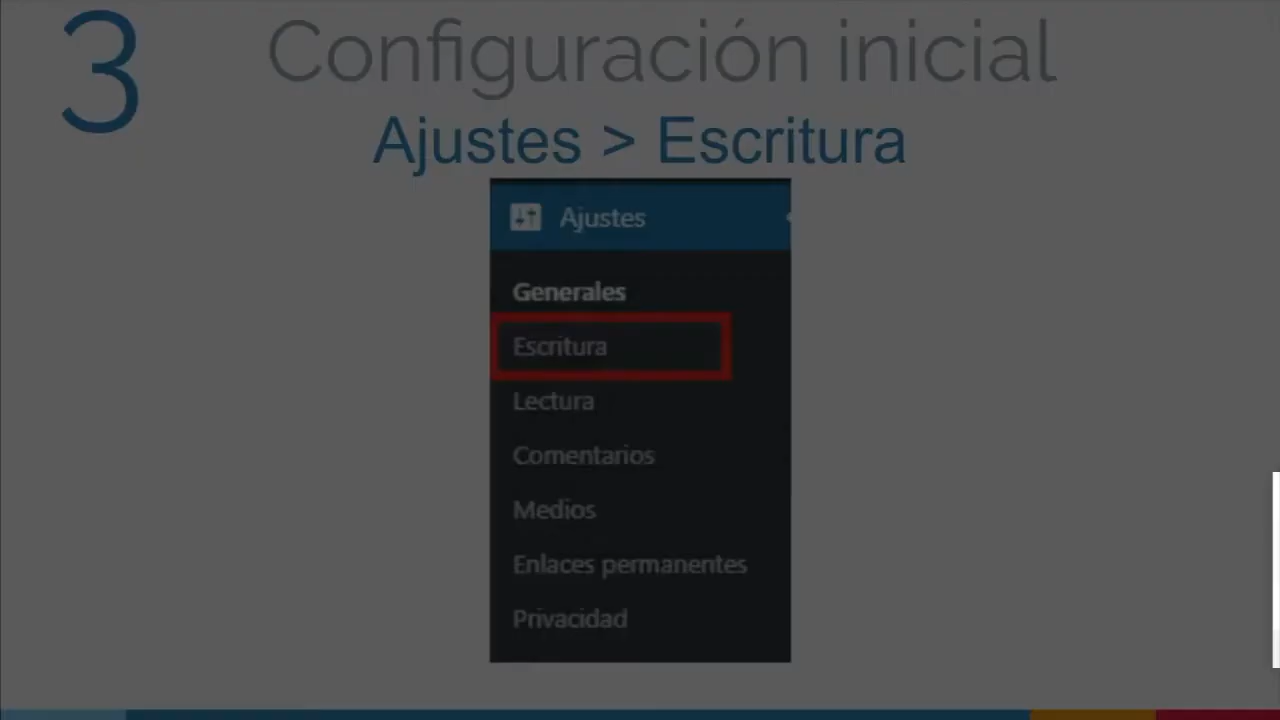 3
Configuración inicial
Ajustes > Escritura
Ajustes
Generales
Escritura
Lectura
Comentarios
Medios
Enlaces permanentes
Privacidad